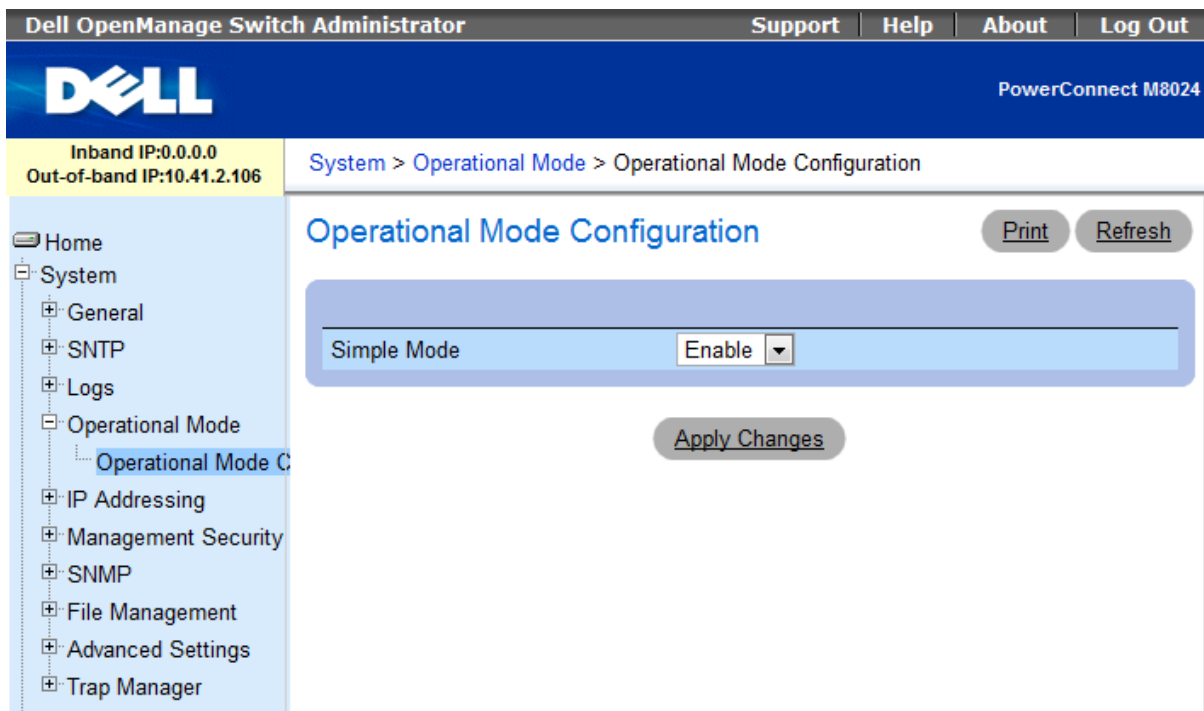 Dell OpenManage Switch Administrator
Support
Help
About
Log Out
DELL
PowerConnect M8024
Inband IP:0.0.0.0
Out-of-band IP:10.41.2.106
System > Operational Mode > Operational Mode Configuration
Home
System
General
SNTP
Logs
Operational Mode
Operational Mode C
IP Addressing
Management Security
SNMP
File Management
Advanced Settings
Trap Manager
Operational Mode Configuration
Print
Refresh
Simple Mode
Enable
Apply Changes